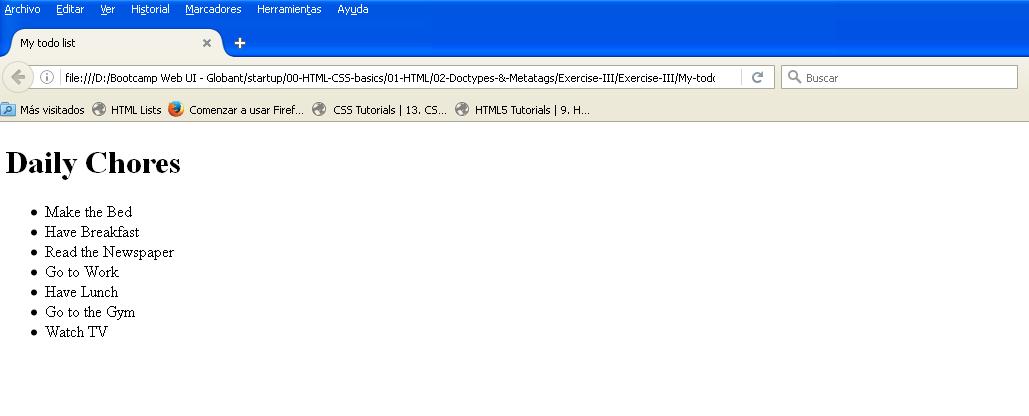 Archivo Editar Ver Historial Marcadores Herramientas Ayuda
My todo list
file:///D:/Bootcamp Web UI - Globant/startup/00-HTML-CSS-basics/01-HTML/02-Doctypes-&-Metatags/Exercise-III/Exercise-III/My-todo
Buscar
Más visitados HTML Lists Comenzar a usar Firef... CSS Tutorials | 13. CS... HTML5 Tutorials | 9. H...
Daily Chores
Make the Bed
Have Breakfast
Read the Newspaper
Go to Work
Have Lunch
Go to the Gym
Watch TV